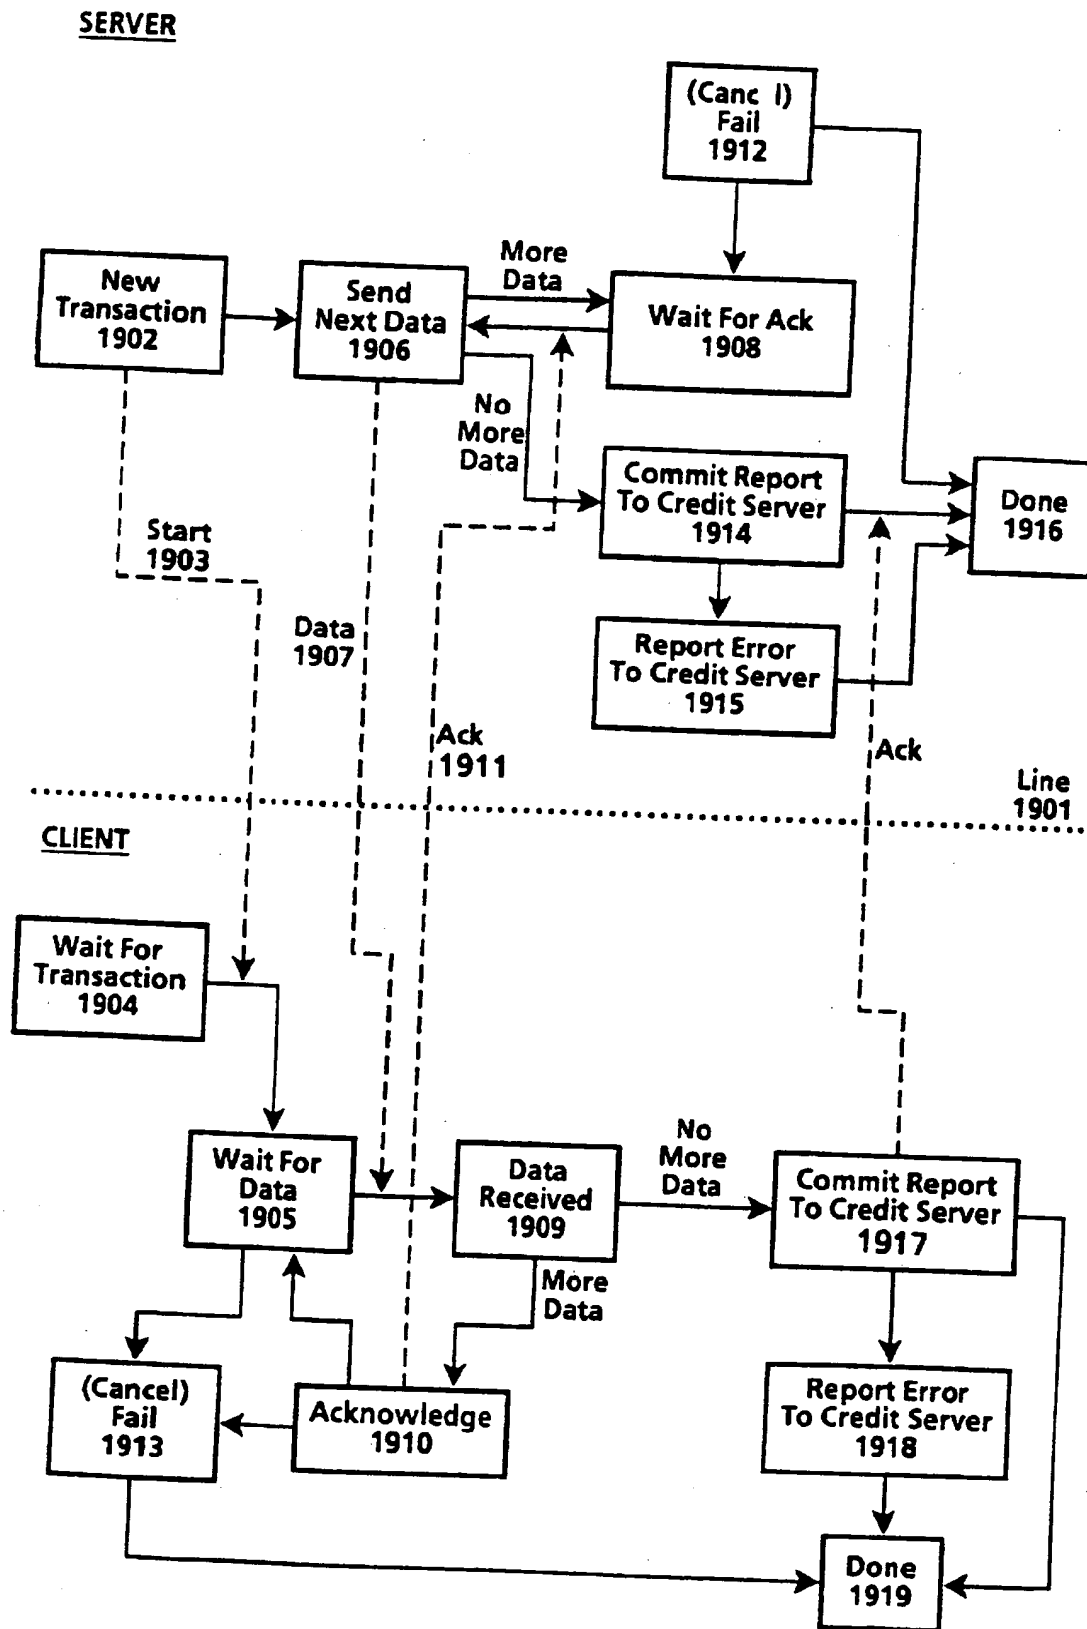 SERVER
(Canc l)
Fail
1912
New
Transaction
1902
Send
Next Data
1906
More
Data
Wait For Ack
1908
No
More
Data
Commit Report
To Credit Server
1914
Done
1916
Start
1903
Data
1907
Report Error
To Credit Server
1915
Ack
1911
Ack
Line
1901
CLIENT
Wait For
Transaction
1904
Wait For
Data
1905
Data
Received
1909
No
More
Data
Commit Report
To Credit Server
1917
More
Data
(Cancel)
Fail
1913
Acknowledge
1910
Report Error
To Credit Server
1918
Done
1919